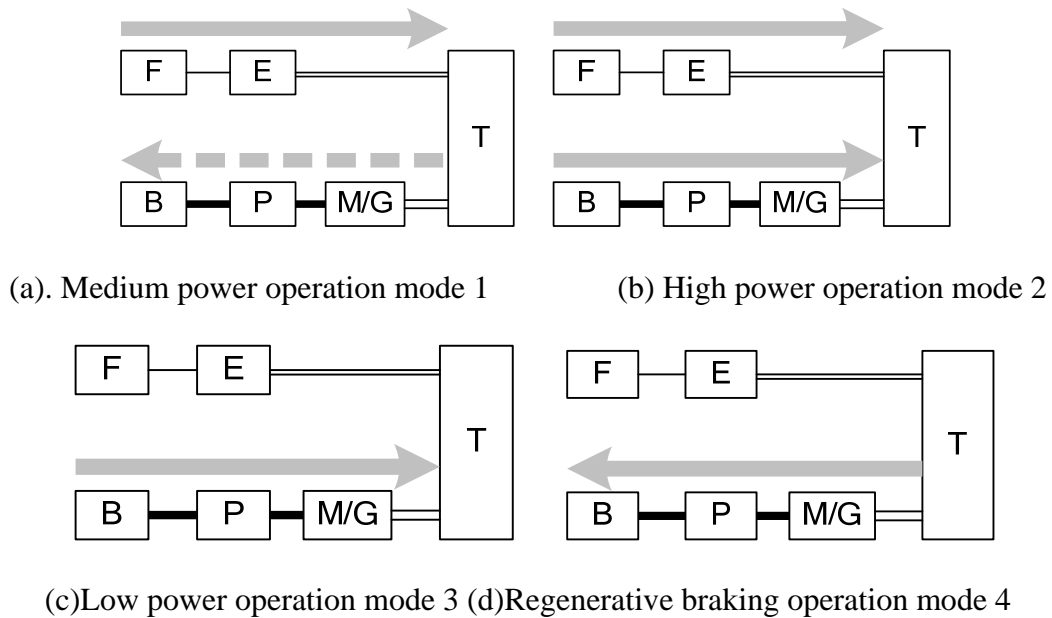 F E F E
T T
B P M/G B P M/G
(a). Medium power operation mode 1 (b) High power operation mode 2
F E F E
T T
B P M/G B P M/G
(c)Low power operation mode 3 (d)Regenerative braking operation mode 4